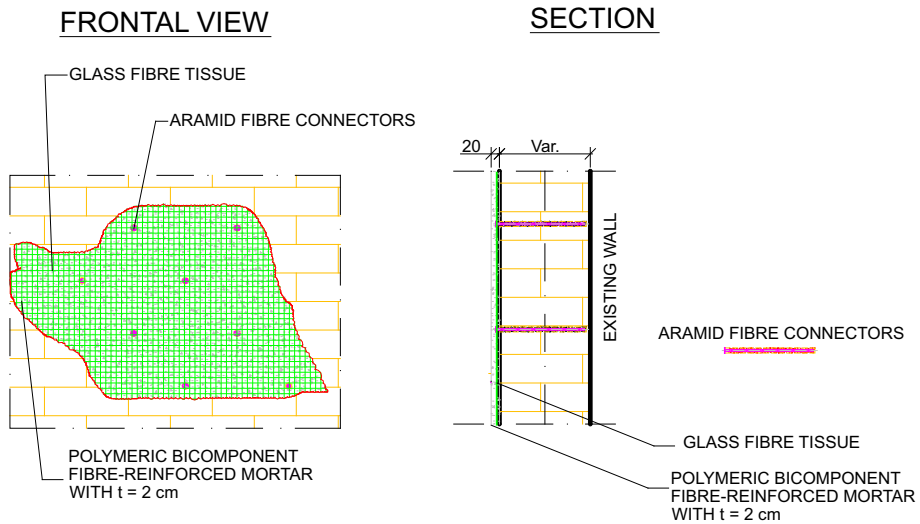 FRONTAL VIEW
GLASS FIBRE TISSUE
ARAMID FIBRE CONNECTORS
POLYMERIC BICOMPONENT
FIBRE-REINFORCED MORTAR
WITH t = 2 cm
SECTION
20
Var.
EXISTING WALL
ARAMID FIBRE CONNECTORS
GLASS FIBRE TISSUE
POLYMERIC BICOMPONENT
FIBRE-REINFORCED MORTAR
WITH t = 2 cm